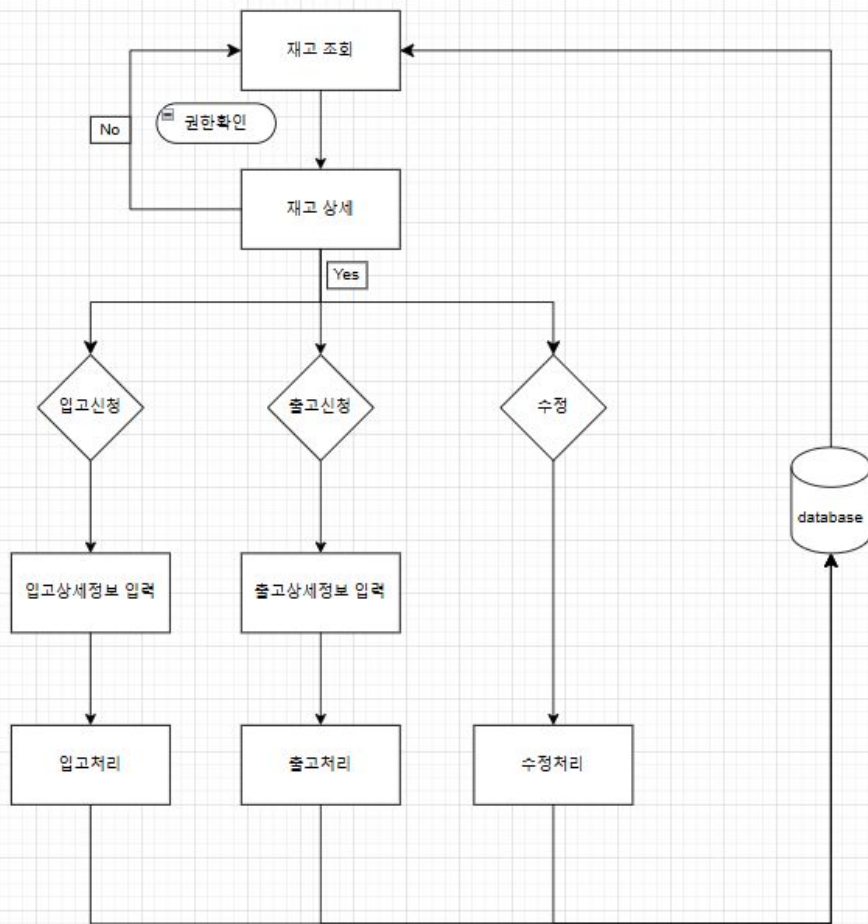 재고 조회
No
권한확인
재고 상세
Yes
입고신청
출고신청
수정
database
입고상세정보 입력
출고상세정보 입력
입고처리
출고처리
수정처리